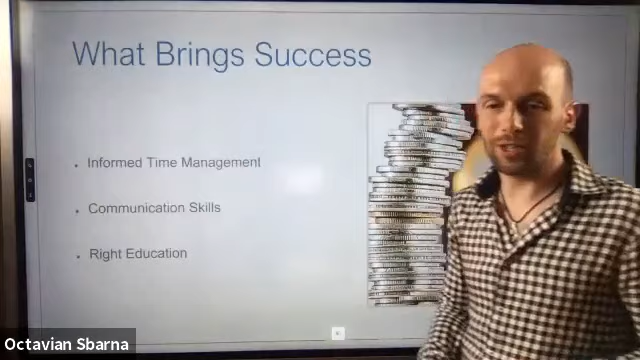 What Brings Success
. Informed Time Management
. Communication Skills
. Right Education
Octavian Sbarna